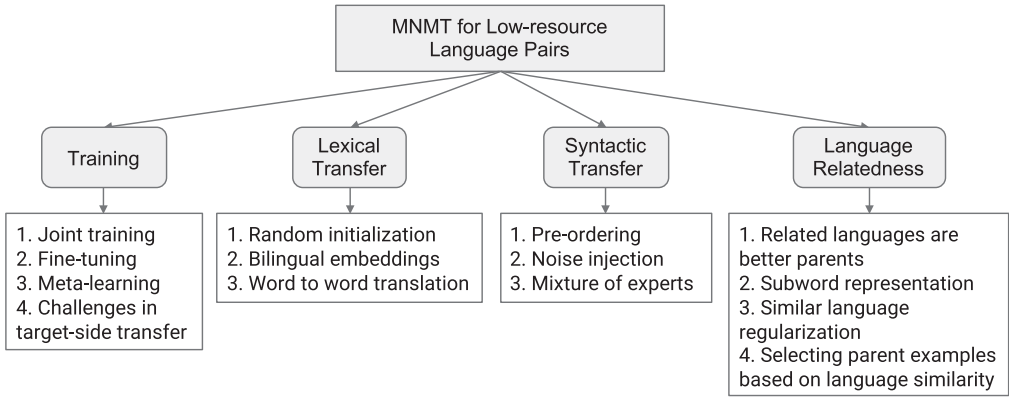 MNMT for Low-resource
Language Pairs
Training
Lexical
Transfer
Syntactic
Transfer
Language
Relatedness
1. Joint training
2. Fine-tuning
3. Meta-learning
4. Challenges in
target-side transfer
1. Random initialization
2. Bilingual embeddings
3. Word to word translation
1. Pre-ordering
2. Noise injection
3. Mixture of experts
1. Related languages are
better parents
2. Subword representation
3. Similar language
regularization
4. Selecting parent examples
based on language similarity